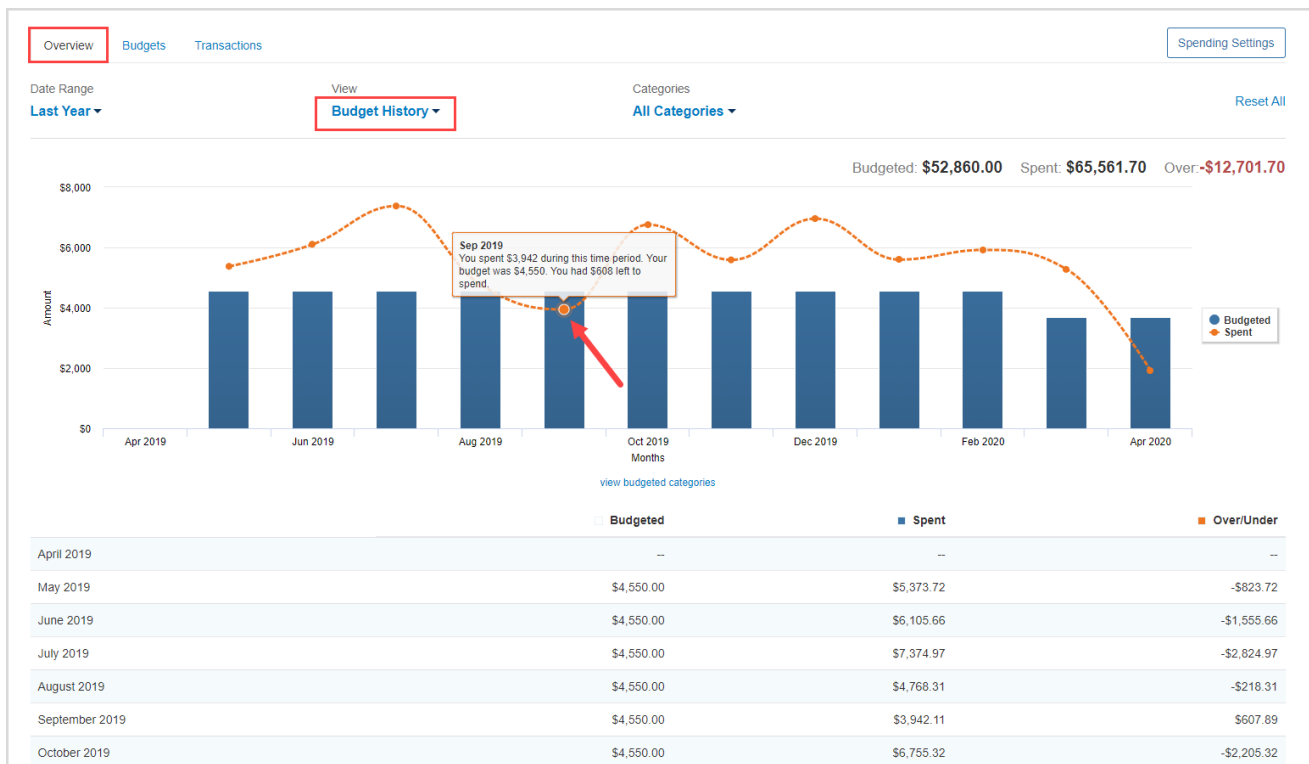 Overview Budgets Transactions Spending Settings
Date Range View Categories
Last Year Budget History All Categories Reset All
Budgeted: $52,860.00 Spent: $65,561.70 Over:-$12,701.70
$8,000
$6,000
$4,000
$2,000
$0
Amount
Sep 2019
You spent $3,942 during this time period. Your
budget was $4,550. You had $608 left to
spend.
Budgeted
Spent
Apr 2019 Jun 2019 Aug 2019 Oct 2019 Dec 2019 Feb 2020 Apr 2020
Months
view budgeted categories
Budgeted Spent Over/Under
April 2019 -- -- --
May 2019 $4,550.00 $5,373.72 -$823.72
June 2019 $4,550.00 $6,105.66 -$1,555.66
July 2019 $4,550.00 $7,374.97 -$2,824.97
August 2019 $4,550.00 $4,768.31 -$218.31
September 2019 $4,550.00 $3,942.11 $607.89
October 2019 $4,550.00 $6,755.32 -$2,205.32